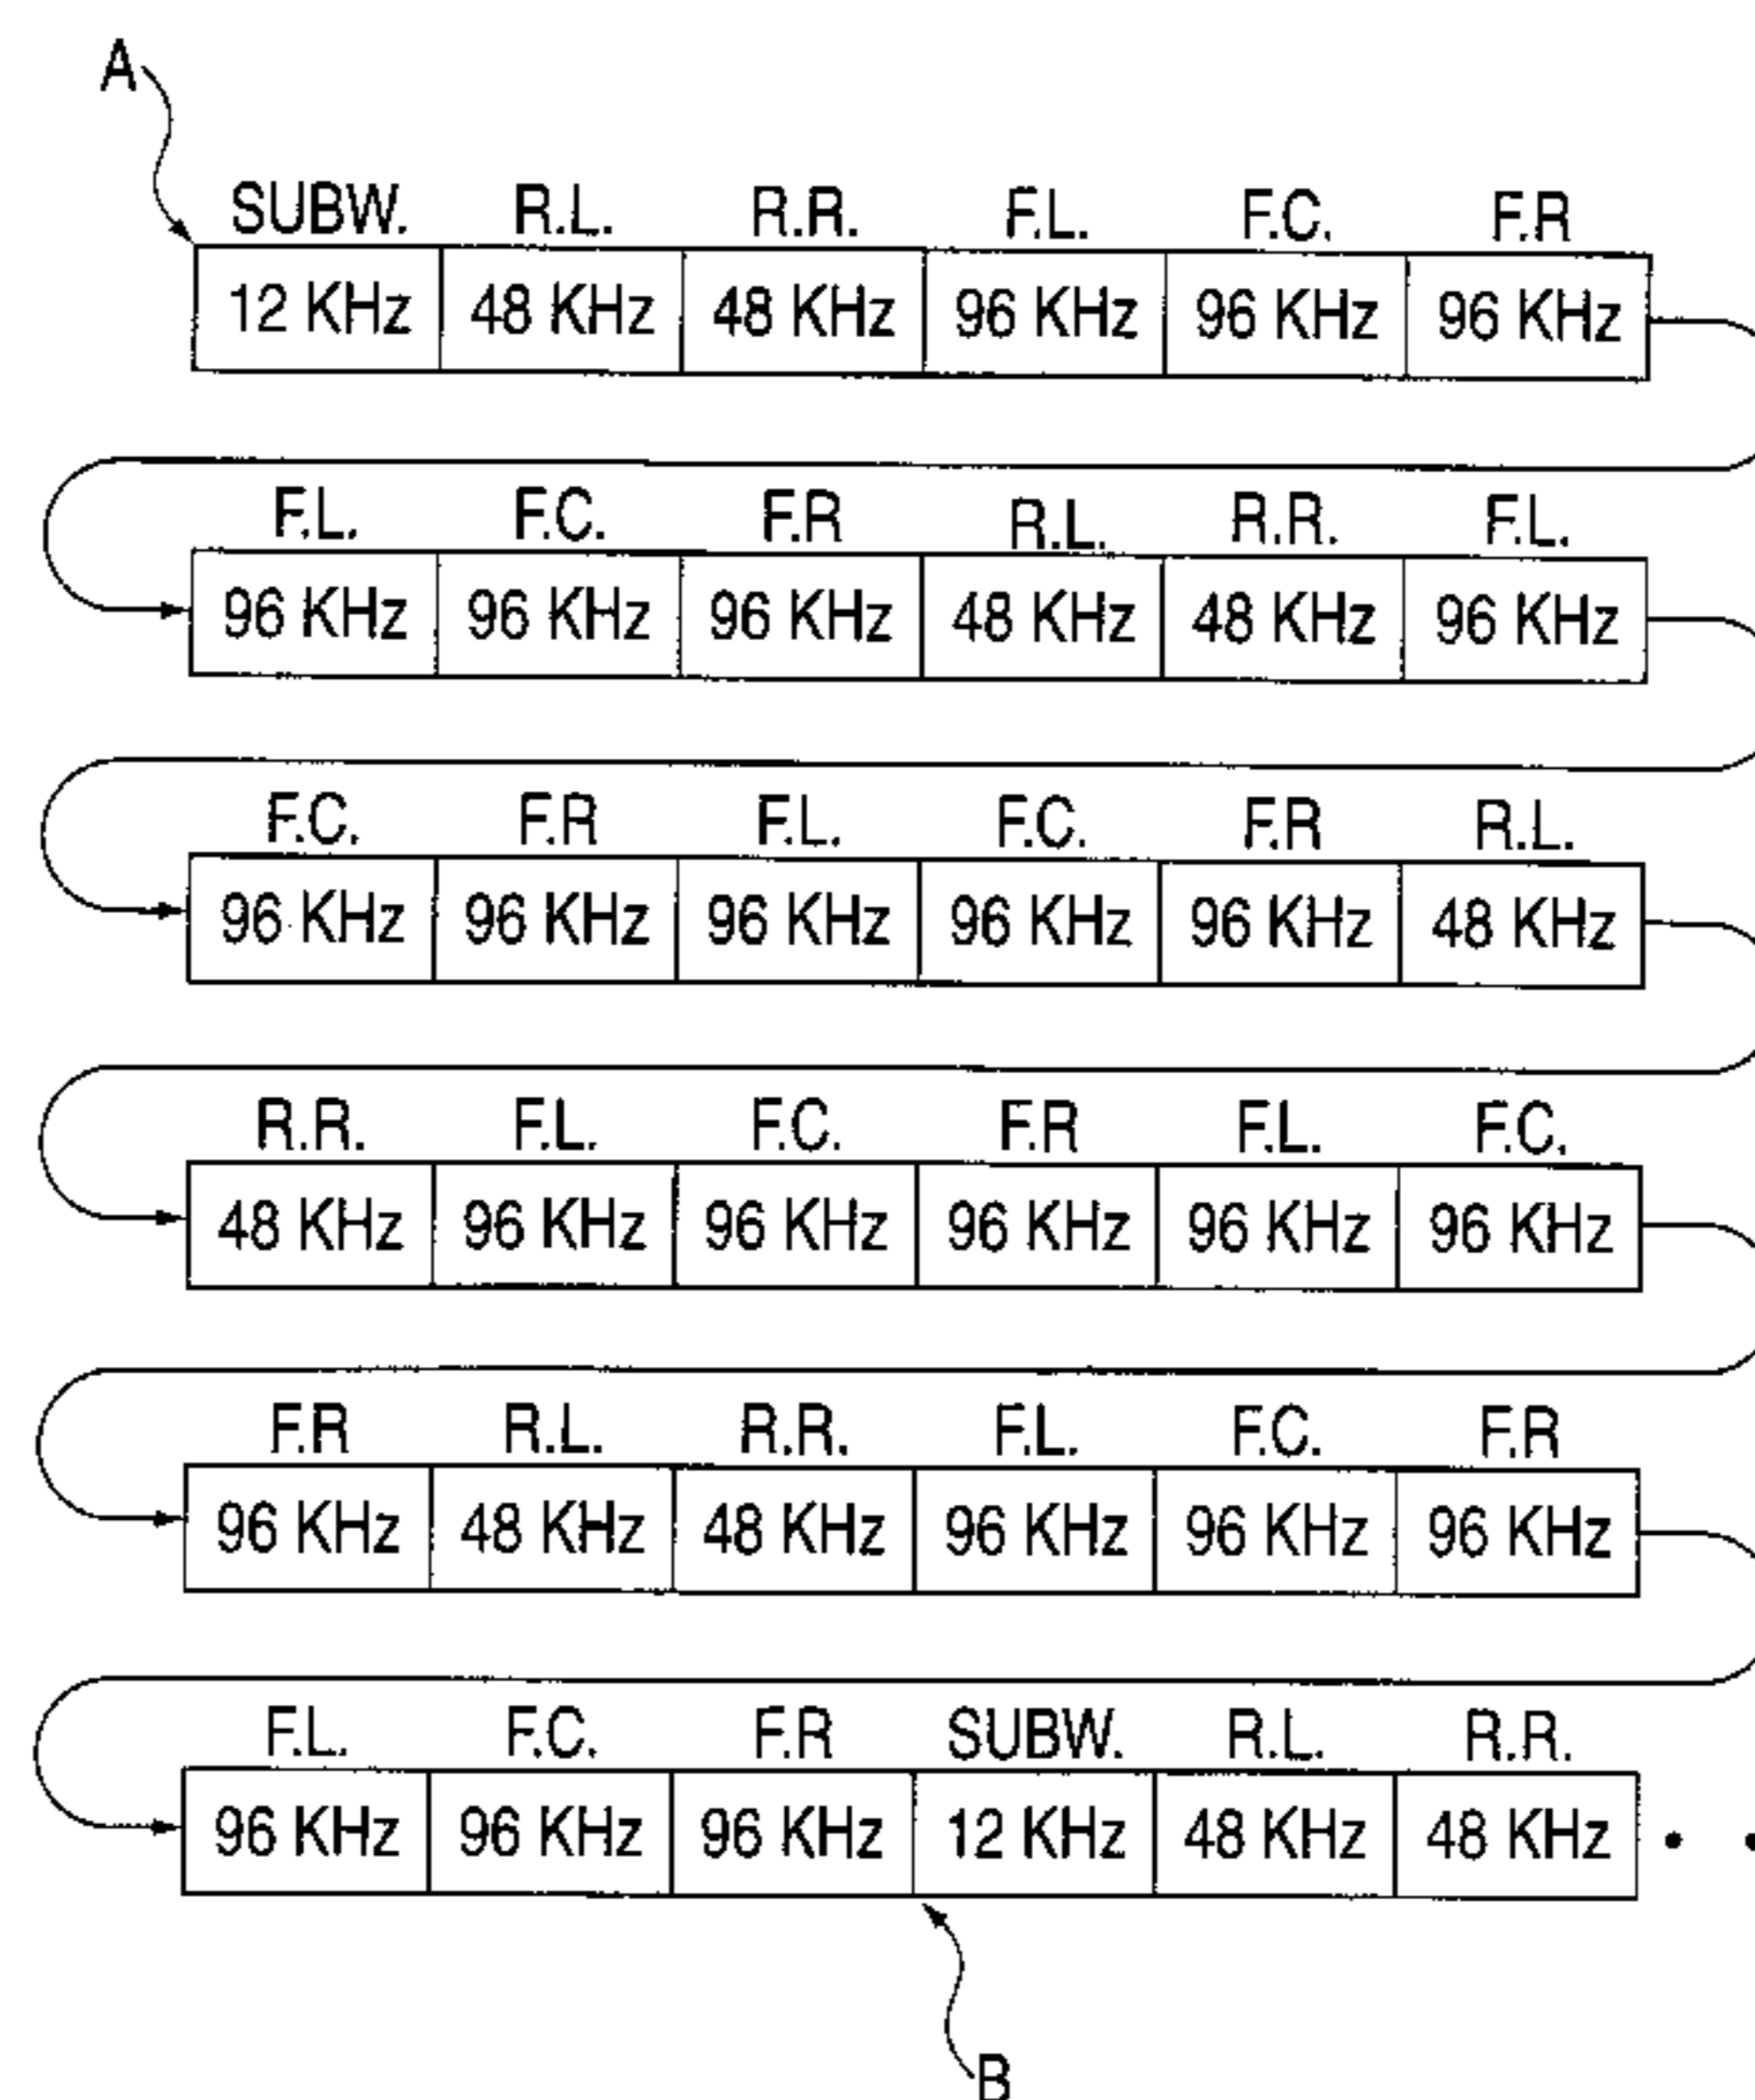 A
SUBW. R.L. R.R. F.L. F.C. F.R
12 KHz 48 KHz 48 KHz 96 KHz 96 KHz 96 KHz
F.L. F.C. F.R R.L. R.R. F.L.
96 KHz 96 KHz 96 KHz 48 KHz 48 KHz 96 KHz
F.C. F.R F.L. F.C. F.R R.L.
96 KHz 96 KHz 96 KHz 96 KHz 96 KHz 48 KHz
R.R. F.L. F.C. F.R F.L. F.C.
48 KHz 96 KHz 96 KHz 96 KHz 96 KHz 96 KHz
F.R R.L. R.R. F.L. F.C. F.R
96 KHz 48 KHz 48 KHz 96 KHz 96 KHz 96 KHz
F.L. F.C. F.R SUBW. R.L. R.R.
96 KHz 96 KHz 96 KHz 12 KHz 48 KHz 48 KHz • •
B